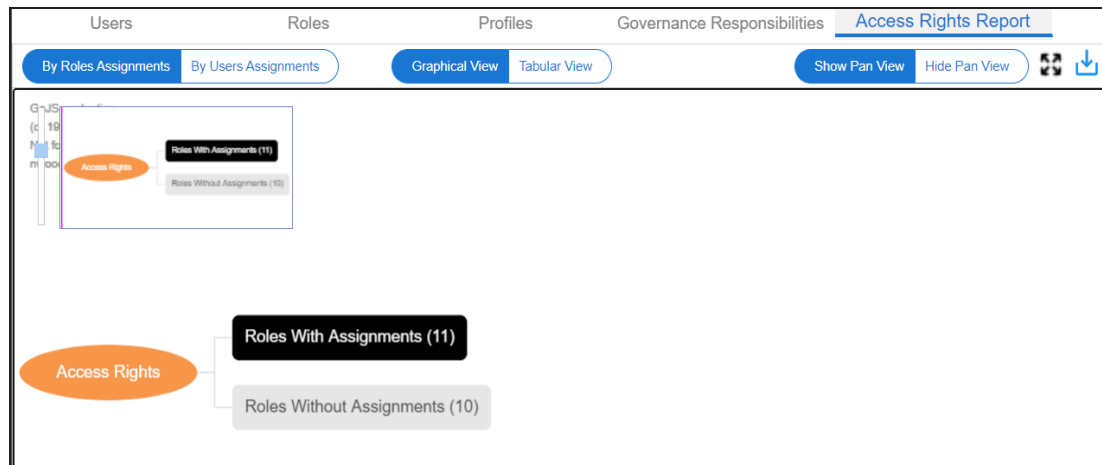 Users Roles Profiles Governance Responsibilities Access Rights Report
By Roles Assignments By Users Assignments Graphical View Tabular View Show Pan View Hide Pan View
Roles With Assignments (11)
Access Rights
Roles Without Assignments (10)
Roles With Assignments (11)
Access Rights
Roles Without Assignments (10)